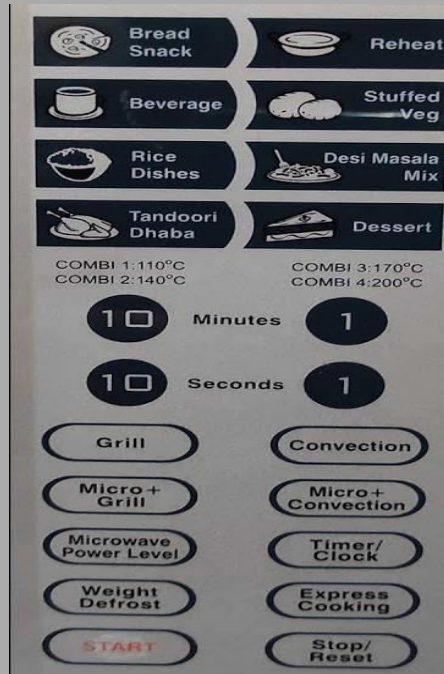 Bread
Snack
Reheat
Beverage
Stuffed
Veg
Rice
Dishes
Desi Masala
Mix
Tandoori
Dhaba
Dessert
COMBI 1:110°C
COMBI 2:140°C
COMBI 3:170°C
COMBI 4:200°C
10 Minutes 1
10 Seconds 1
Grill
Convection
Micro+
Grill
Micro+
Convection
Microwave
Power Level
Timer/
Clock
Weight
Defrost
Express
Cooking
START
Stop/
Reset